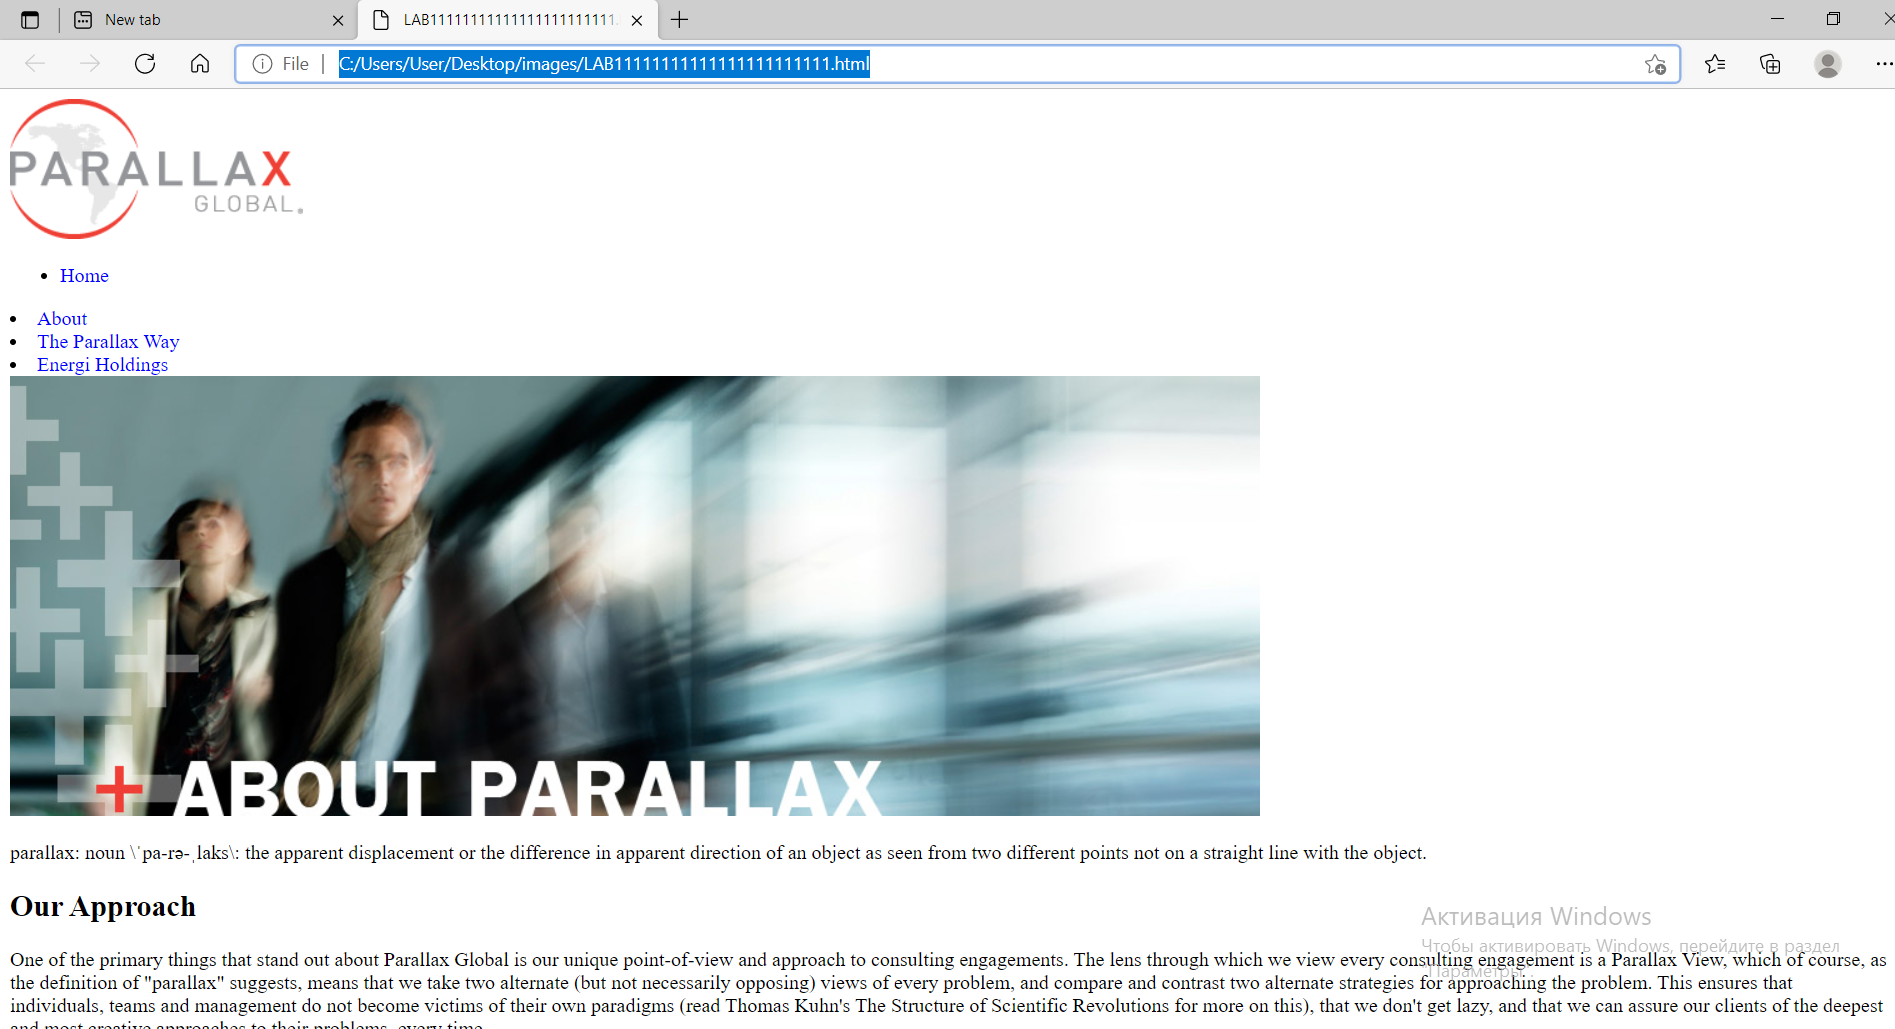 New tab
LAB1111111111111111111111111.
File
C:/Users/User/Desktop/images/LAB1111111111111111111111111.html
PARALLAX
GLOBAL.
Home
About
The Parallax Way
Energi Holdings
+ ABOUT PARALLAX
parallax: noun \ˈpa-rə-ˌlaks\: the apparent displacement or the difference in apparent direction of an object as seen from two different points not on a straight line with the object.
Our Approach
One of the primary things that stand out about Parallax Global is our unique point-of-view and approach to consulting engagements. The lens through which we view every consulting engagement is a Parallax View, which of course, as
the definition of "parallax" suggests, means that we take two alternate (but not necessarily opposing) views of every problem, and compare and contrast two alternate strategies for approaching the problem. This ensures that
individuals, teams and management do not become victims of their own paradigms (read Thomas Kuhn's The Structure of Scientific Revolutions for more on this), that we don't get lazy, and that we can assure our clients of the deepest
and most creative approaches to their problems, every time.
Активация Windows
Чтобы активировать Windows, перейдите в раздел
"Параметры".